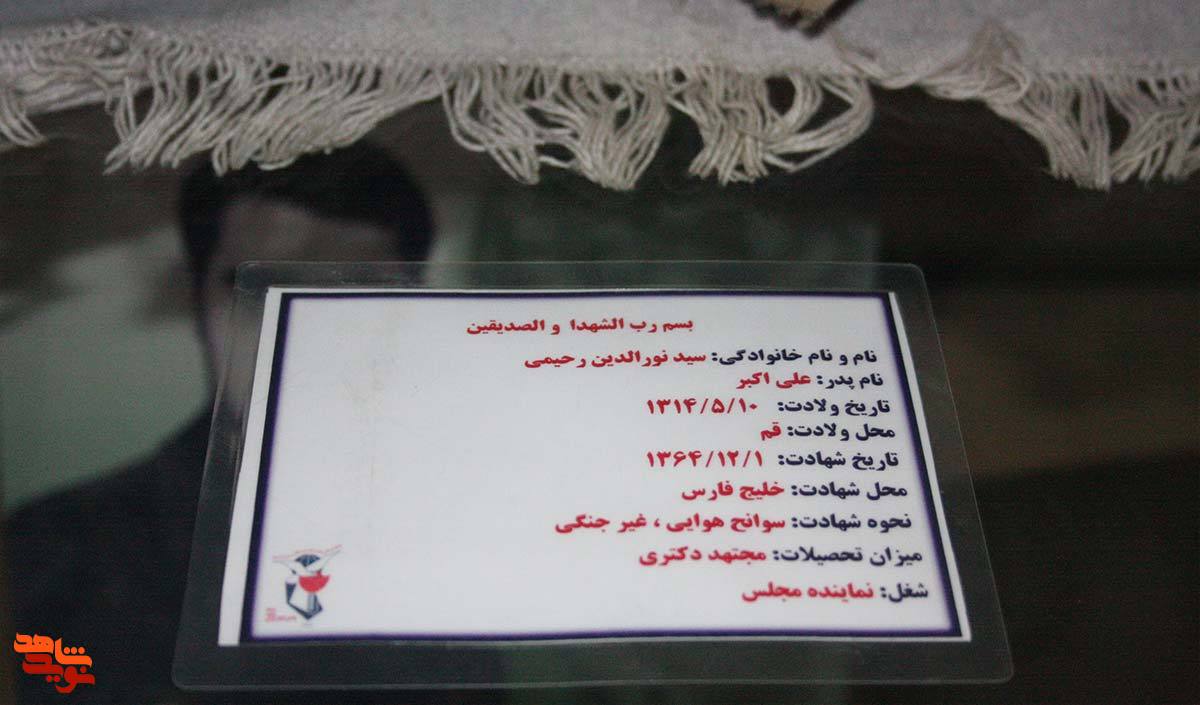 بسم رب الشهدا و الصدیقین
نام و نام خانوادگی: سید نورالدین رحیمی
نام پدر: علی اکبر
تاریخ ولادت: ۱۳۱۴/۵/۱۰
محل ولادت: قم
تاریخ شهادت: ۱۳۶۴/۱۲/۱
محل شهادت: خلیج فارس
نحوه شهادت: سوانح هوایی ، غیر جنگی
میزان تحصیلات: مجتهد دکتری
شغل: نماینده مجلس
نوید شاهد